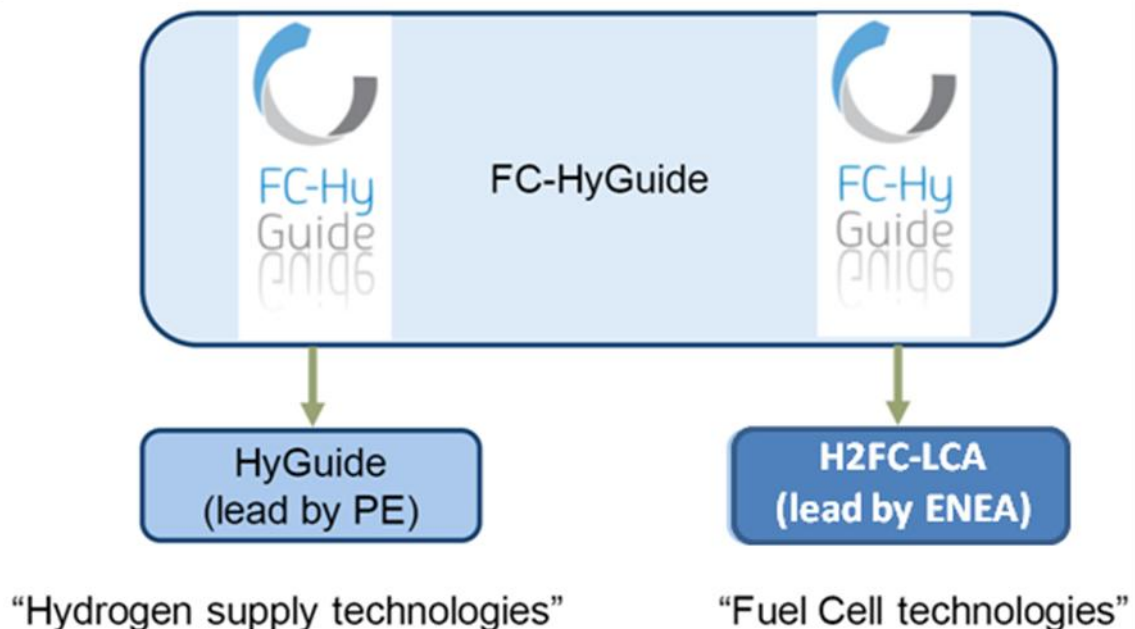 FC-Hy
Guide
FC-HyGuide
FC-Hy
Guide
HyGuide
(lead by PE)
H2FC-LCA
(lead by ENEA)
“Hydrogen supply technologies”
“Fuel Cell technologies”